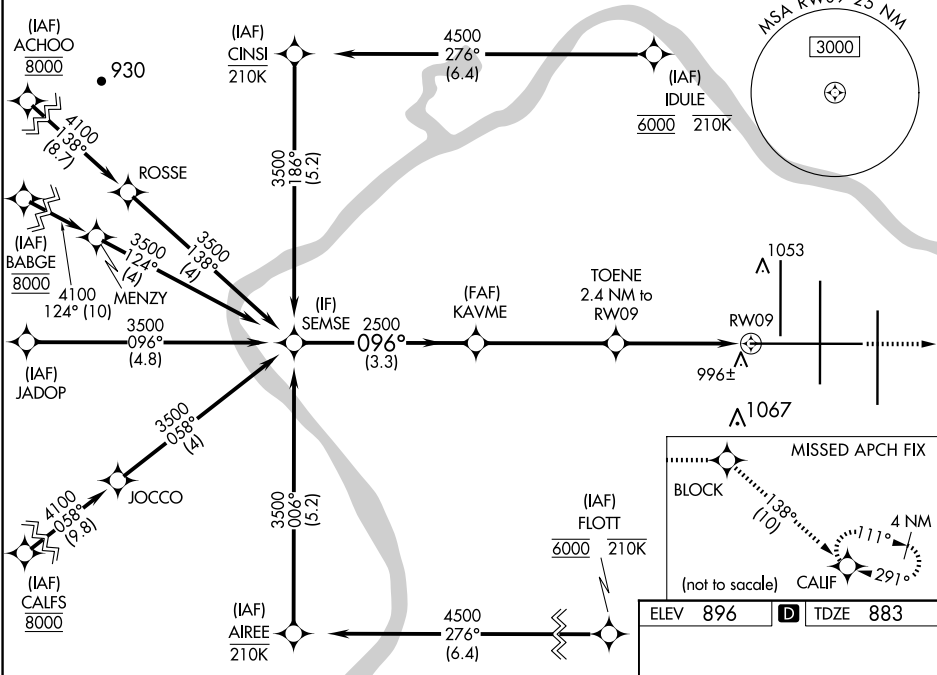 (IAF)
ACHOO
8000
930
(IAF)
CINSI
210K
4500
276°
(6.4)
(IAF)
IDULE
6000 210K
MSA RW09 25 NM
3000
4100
138°
(8.7)
ROSSE
3500
186°
(5.2)
(IAF)
BABGE
8000
4100
124° (10)
MENZY
3500
124°
(4)
3500
138°
(4)
(IF)
SEMSE
2500
096°
(3.3)
(FAF)
KAVME
TOENE
2.4 NM to
RW09
RW09
1053
996±
1067
3500
096°
(4.8)
(IAF)
JADOP
3500
058°
(4)
JOCCO
4100
058°
(9.8)
(IAF)
CALFS
8000
3500
006°
(5.2)
(IAF)
AIREE
210K
4500
276°
(6.4)
(IAF)
FLOTT
6000 210K
MISSED APCH FIX
BLOCK
138°
(10)
4 NM
111°
291°
(not to sacale)
CALIF
ELEV 896 D TDZE 883